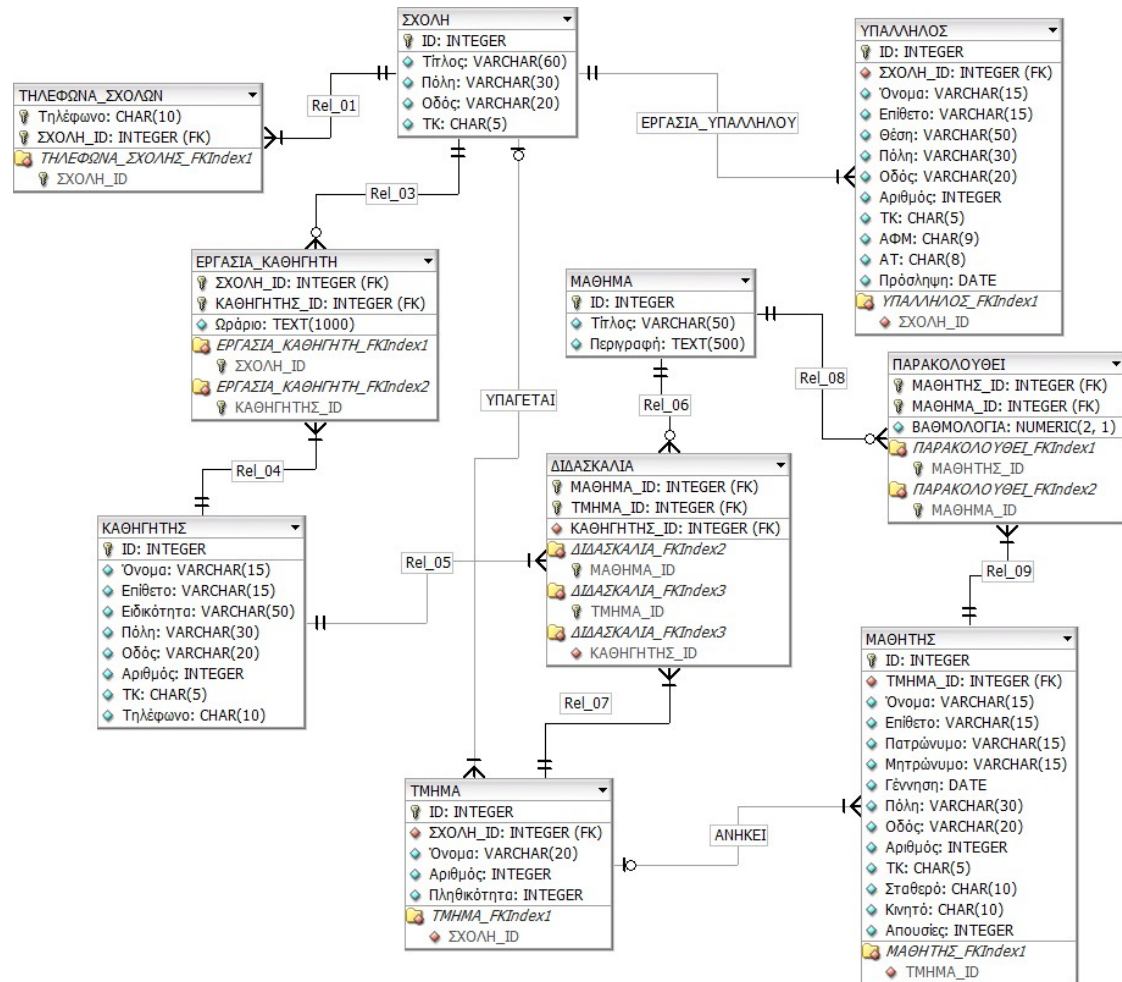 ΣΧΟΛΗ
ID: INTEGER
Τίτλος: VARCHAR(60)
Πόλη: VARCHAR(30)
Οδός: VARCHAR(20)
ΤΚ: CHAR(5)
ΥΠΑΛΛΗΛΟΣ
ID: INTEGER
ΣΧΟΛΗ_ID: INTEGER (FK)
Όνομα: VARCHAR(15)
Επίθετο: VARCHAR(15)
Θέση: VARCHAR(50)
Πόλη: VARCHAR(30)
Οδός: VARCHAR(20)
Αριθμός: INTEGER
ΤΚ: CHAR(5)
ΑΦΜ: CHAR(9)
ΑΤ: CHAR(8)
Πρόσληψη: DATE
ΥΠΑΛΛΗΛΟΣ_FKIndex1
ΣΧΟΛΗ_ID
ΤΗΛΕΦΩΝΑ_ΣΧΟΛΩΝ
Τηλέφωνο: CHAR(10)
ΣΧΟΛΗ_ID: INTEGER (FK)
ΤΗΛΕΦΩΝΑ_ΣΧΟΛΗΣ_FKIndex1
ΣΧΟΛΗ_ID
Rel_01
ΕΡΓΑΣΙΑ_ΥΠΑΛΛΗΛΟΥ
Rel_03
ΕΡΓΑΣΙΑ_ΚΑΘΗΓΗΤΗ
ΣΧΟΛΗ_ID: INTEGER (FK)
ΚΑΘΗΓΗΤΗΣ_ID: INTEGER (FK)
Ωράριο: TEXT(1000)
ΕΡΓΑΣΙΑ_ΚΑΘΗΓΗΤΗ_FKIndex1
ΣΧΟΛΗ_ID
ΕΡΓΑΣΙΑ_ΚΑΘΗΓΗΤΗ_FKIndex2
ΚΑΘΗΓΗΤΗΣ_ID
ΜΑΘΗΜΑ
ID: INTEGER
Τίτλος: VARCHAR(50)
Περιγραφή: TEXT(500)
ΥΠΑΓΕΤΑΙ
Rel_06
Rel_08
ΠΑΡΑΚΟΛΟΥΘΕΙ
ΜΑΘΗΤΗΣ_ID: INTEGER (FK)
ΜΑΘΗΜΑ_ID: INTEGER (FK)
ΒΑΘΜΟΛΟΓΙΑ: NUMERIC(2, 1)
ΠΑΡΑΚΟΛΟΥΘΕΙ_FKIndex1
ΜΑΘΗΤΗΣ_ID
ΠΑΡΑΚΟΛΟΥΘΕΙ_FKIndex2
ΜΑΘΗΜΑ_ID
Rel_04
ΔΙΔΑΣΚΑΛΙΑ
ΜΑΘΗΜΑ_ID: INTEGER (FK)
ΤΜΗΜΑ_ID: INTEGER (FK)
ΚΑΘΗΓΗΤΗΣ_ID: INTEGER (FK)
ΔΙΔΑΣΚΑΛΙΑ_FKIndex2
ΜΑΘΗΜΑ_ID
ΔΙΔΑΣΚΑΛΙΑ_FKIndex3
ΤΜΗΜΑ_ID
ΔΙΔΑΣΚΑΛΙΑ_FKIndex3
ΚΑΘΗΓΗΤΗΣ_ID
ΚΑΘΗΓΗΤΗΣ
ID: INTEGER
Όνομα: VARCHAR(15)
Επίθετο: VARCHAR(15)
Ειδικότητα: VARCHAR(50)
Πόλη: VARCHAR(30)
Οδός: VARCHAR(20)
Αριθμός: INTEGER
ΤΚ: CHAR(5)
Τηλέφωνο: CHAR(10)
Rel_05
Rel_09
Rel_07
ΜΑΘΗΤΗΣ
ID: INTEGER
ΤΜΗΜΑ_ID: INTEGER (FK)
Όνομα: VARCHAR(15)
Επίθετο: VARCHAR(15)
Πατρώνυμο: VARCHAR(15)
Μητρώνυμο: VARCHAR(15)
Γέννηση: DATE
Πόλη: VARCHAR(30)
Οδός: VARCHAR(20)
Αριθμός: INTEGER
ΤΚ: CHAR(5)
Σταθερό: CHAR(10)
Κινητό: CHAR(10)
Απουσίες: INTEGER
ΜΑΘΗΤΗΣ_FKIndex1
ΤΜΗΜΑ_ID
ΤΜΗΜΑ
ID: INTEGER
ΣΧΟΛΗ_ID: INTEGER (FK)
Όνομα: VARCHAR(20)
Αριθμός: INTEGER
Πληθικότητα: INTEGER
ΤΜΗΜΑ_FKIndex1
ΣΧΟΛΗ_ID
ΑΝΗΚΕΙ